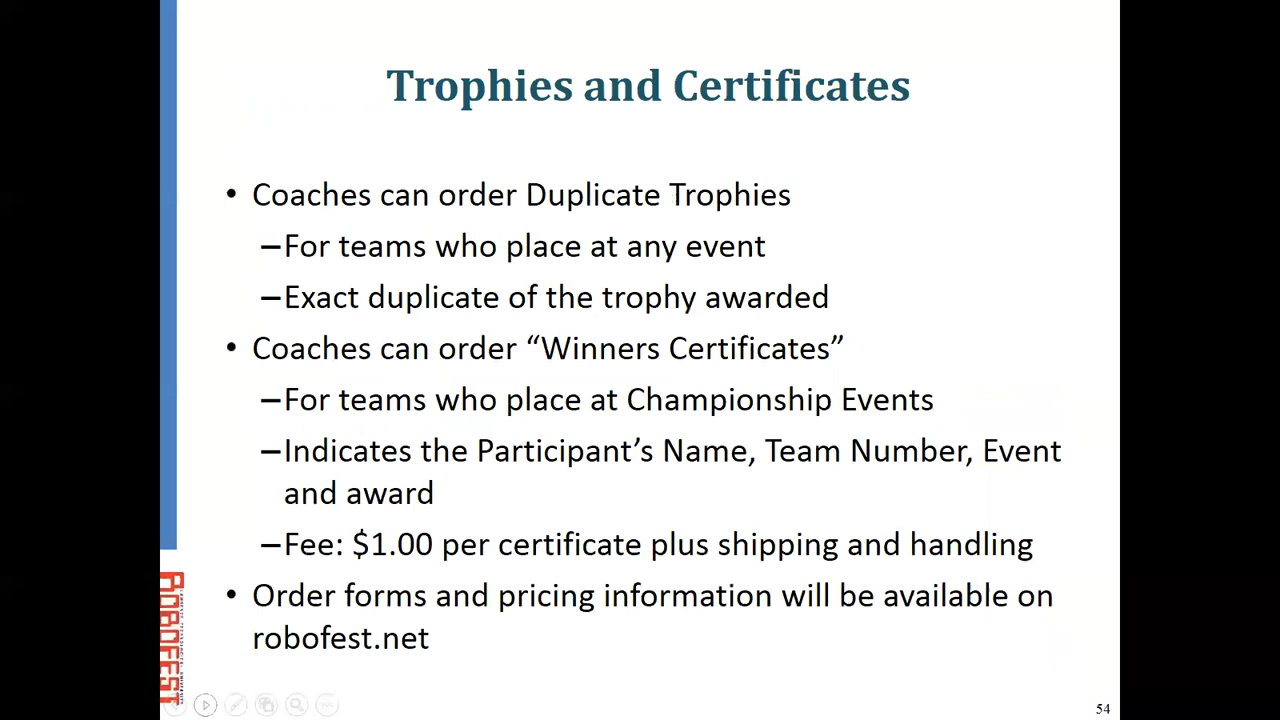 Trophies and Certificates
• Coaches can order Duplicate Trophies
–For teams who place at any event
–Exact duplicate of the trophy awarded
• Coaches can order “Winners Certificates”
–For teams who place at Championship Events
–Indicates the Participant’s Name, Team Number, Event
and award
–Fee: $1.00 per certificate plus shipping and handling
• Order forms and pricing information will be available on
robofest.net
ROBOFEST
54